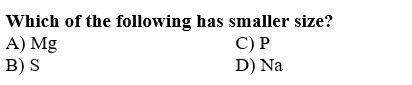 Which of the following has smaller size?
A) Mg C) P
B) S D) Na